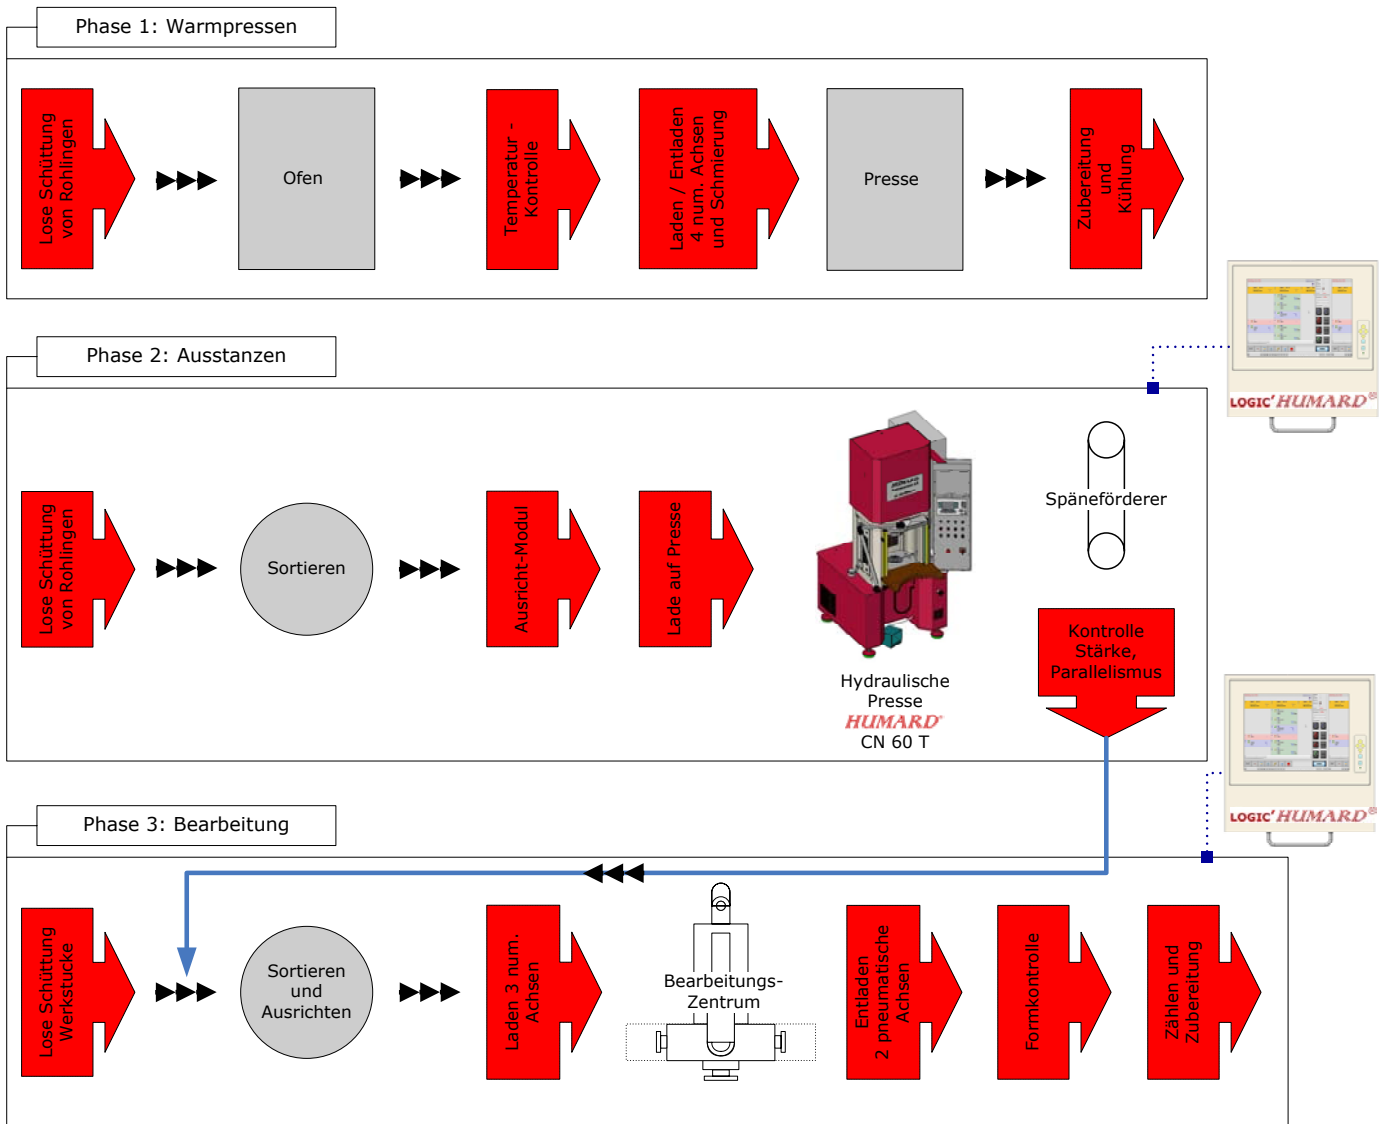 Phase 1: Warmpressen
Lose Schüttung
von Rohlingen
Ofen
Temperatur -
Kontrolle
Laden / Entladen
4 num. Achsen
und Schmierung
Presse
Zubereitung
und
Kühlung
LOGIC'HUMARD®
Phase 2: Ausstanzen
Lose Schüttung
von Rohlingen
Sortieren
Ausricht-Modul
Lade auf Presse
HUMARD
Hydraulische
Presse
HUMARD
CN 60 T
Späneförderer
Kontrolle
Stärke,
Parallelismus
LOGIC'HUMARD®
Phase 3: Bearbeitung
Lose Schüttung
Werkstucke
Sortieren
und
Ausrichten
Laden 3 num.
Achsen
Bearbeitungs-
Zentrum
Entladen
2 pneumatische
Achsen
Formkontrolle
Zählen und
Zubereitung